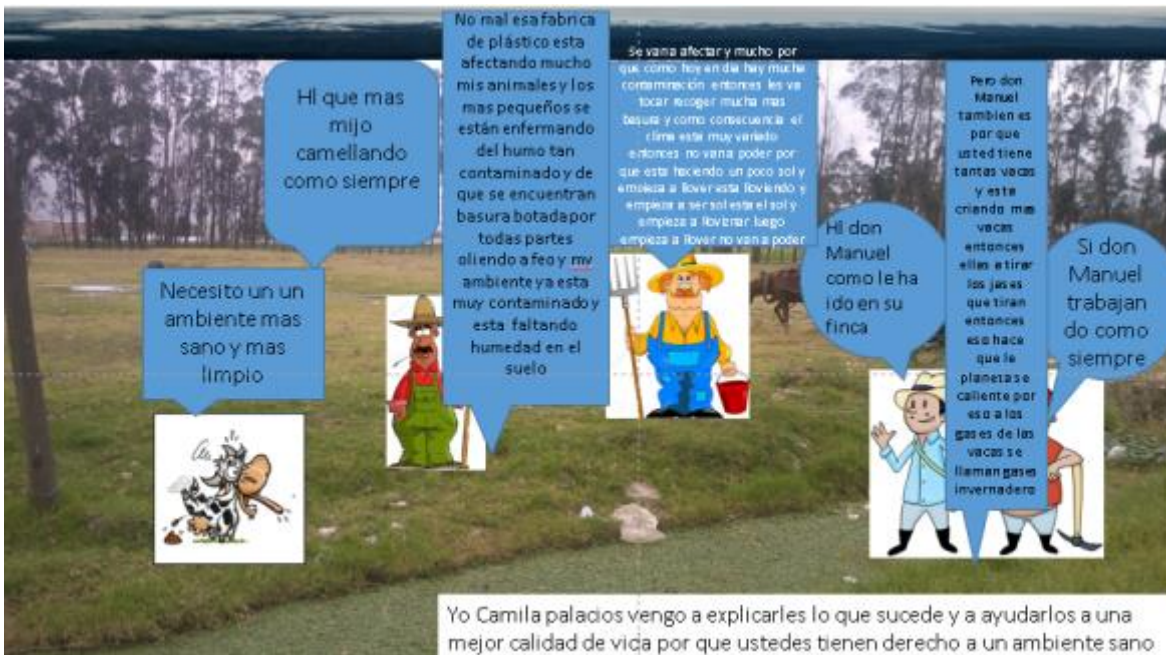 HI que mas
mijo
camellando
como siempre
Necesito un un
ambiente mas
sano y mas
limpio
No mal esa fabrica
de plástico esta
afectando mucho
mis animales y los
mas pequeños se
están enfermando
del humo tan
contaminado y de
que se encuentran
basura botada por
todas partes
oliendo a feo y mv
ambiente ya esta
muy contaminado y
esta faltando
humedad en el
suelo
Se van a afectar y mucho por
que como hoy en dia hay mucha
contaminación entonces les va
tocar recoger mucha mas
basura y como consecuencia el
clima esta muy variado
entonces no van a poder por
que esta haciendo un poco sol y
empieza a llover esta lloviendo y
empieza a ser sol esta el sol y
empieza a lloviznar luego
empieza a llover no van a poder
HI don
Manuel
como le ha
ido en su
finca
Pero don
Manuel
tambien es
por que
usted tiene
tantas vacas
y esta
criando mas
vacas
entonces
ellas a tirar
los jases
que tiran
entonces
eso hace
que le
planeta se
caliente por
eso a los
gases de las
vacas se
llaman gases
invernadero
Si don
Manuel
trabajan
do como
siempre
Yo Camila palacios vengo a explicarles lo que sucede y a ayudarlos a una
mejor calidad de vida por que ustedes tienen derecho a un ambiente sano